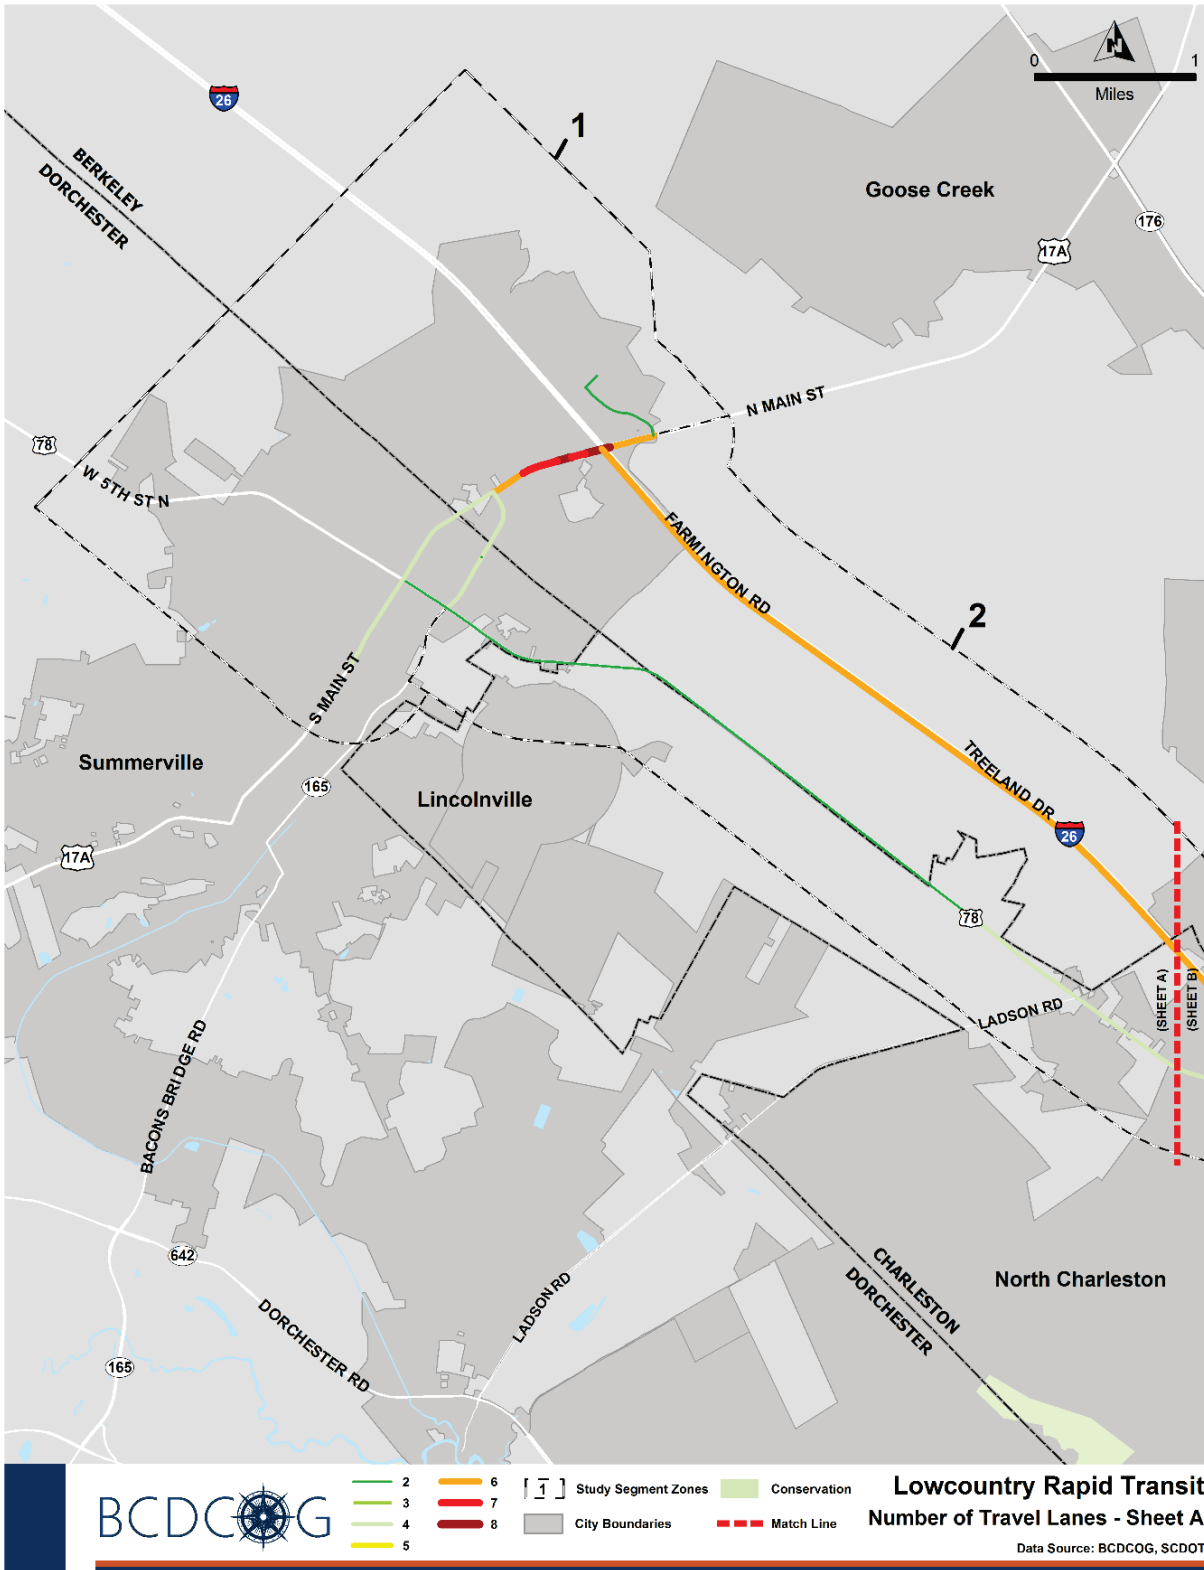 N
0 1
Miles
26
1
BERKELEY
DORCHESTER
Goose Creek
176
17A
N MAIN ST
78
W 5TH ST N
FARMINGTON RD
2
S MAIN ST
TREELAND DR
Summerville
165
Lincolnville
26
17A
78
(SHEET A)
(SHEET B)
LADSON RD
BACONS BRIDGE RD
642
CHARLESTON
DORCHESTER
North Charleston
LADSON RD
DORCHESTER RD
165
BCDCOG
2
3
4
5
6
7
8
1 Study Segment Zones
City Boundaries
Conservation
Match Line
Lowcountry Rapid Transit
Number of Travel Lanes - Sheet A
Data Source: BCDCOG, SCDOT